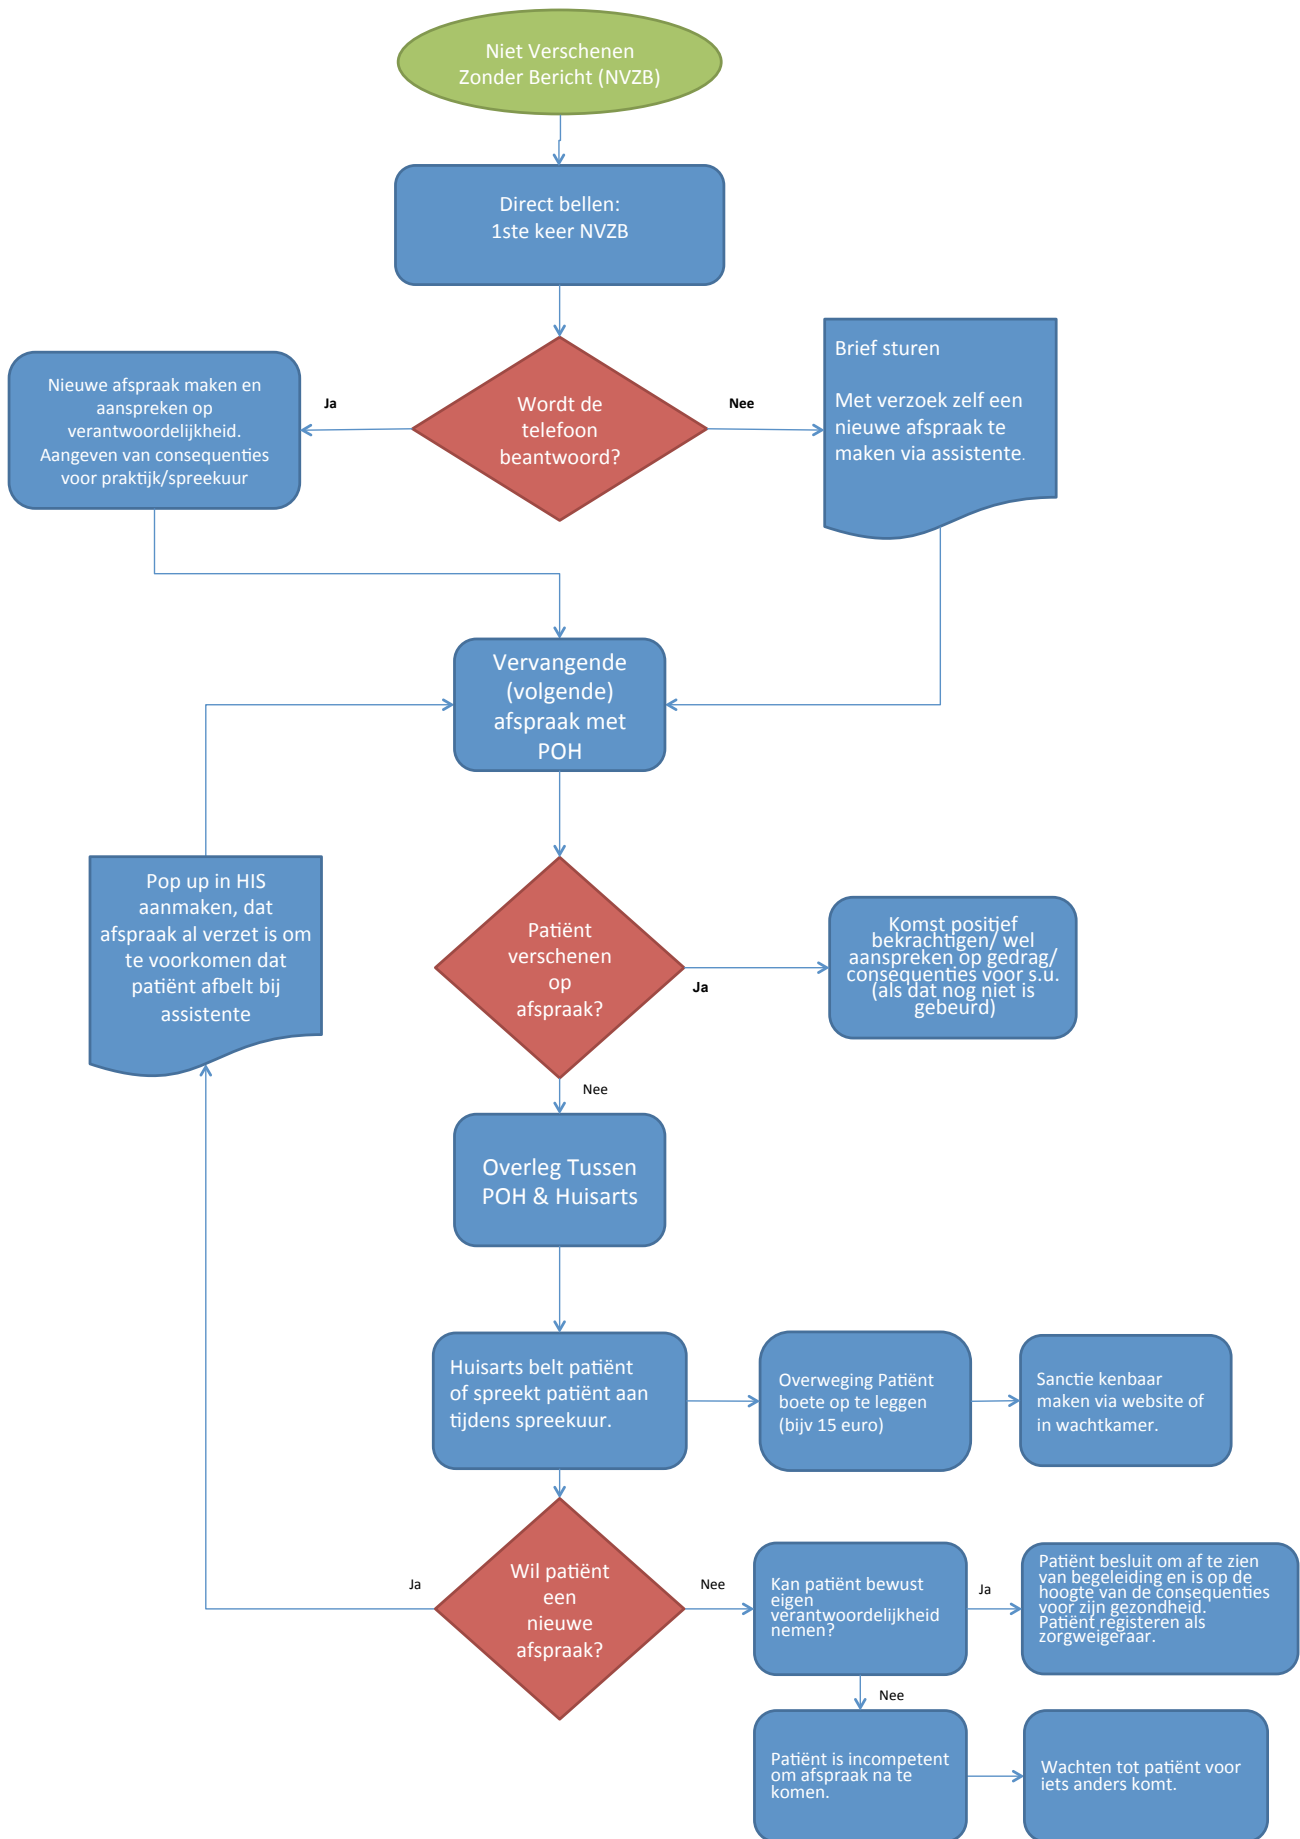 Niet Verschenen
Zonder Bericht (NVZB)
Direct bellen:
1ste keer NVZB
Wordt de
telefoon
beantwoord?
Ja
Nee
Nieuwe afspraak maken en
aanspreken op
verantwoordelijkheid.
Aangeven van consequenties
voor praktijk/spreekuur
Brief sturen
Met verzoek zelf een
nieuwe afspraak te
maken via assistente.
Vervangende
(volgende)
afspraak met
POH
Pop up in HIS
aanmaken, dat
afspraak al verzet is om
te voorkomen dat
patiënt afbelt bij
assistente
Patiënt
verschenen
op
afspraak?
Ja
Komst positief
bekrachtigen/ wel
aanspreken op gedrag/
consequenties voor s.u.
(als dat nog niet is
gebeurd)
Nee
Overleg Tussen
POH & Huisarts
Huisarts belt patiënt
of spreekt patiënt aan
tijdens spreekuur.
Overweging Patiënt
boete op te leggen
(bijv 15 euro)
Sanctie kenbaar
maken via website of
in wachtkamer.
Wil patiënt
een
nieuwe
afspraak?
Ja
Nee
Kan patiënt bewust
eigen
verantwoordelijkheid
nemen?
Ja
Patiënt besluit om af te zien
van begeleiding en is op de
hoogte van de consequenties
voor zijn gezondheid.
Patiënt registeren als
zorgweigeraar.
Nee
Patiënt is incompetent
om afspraak na te
komen.
Wachten tot patiënt voor
iets anders komt.